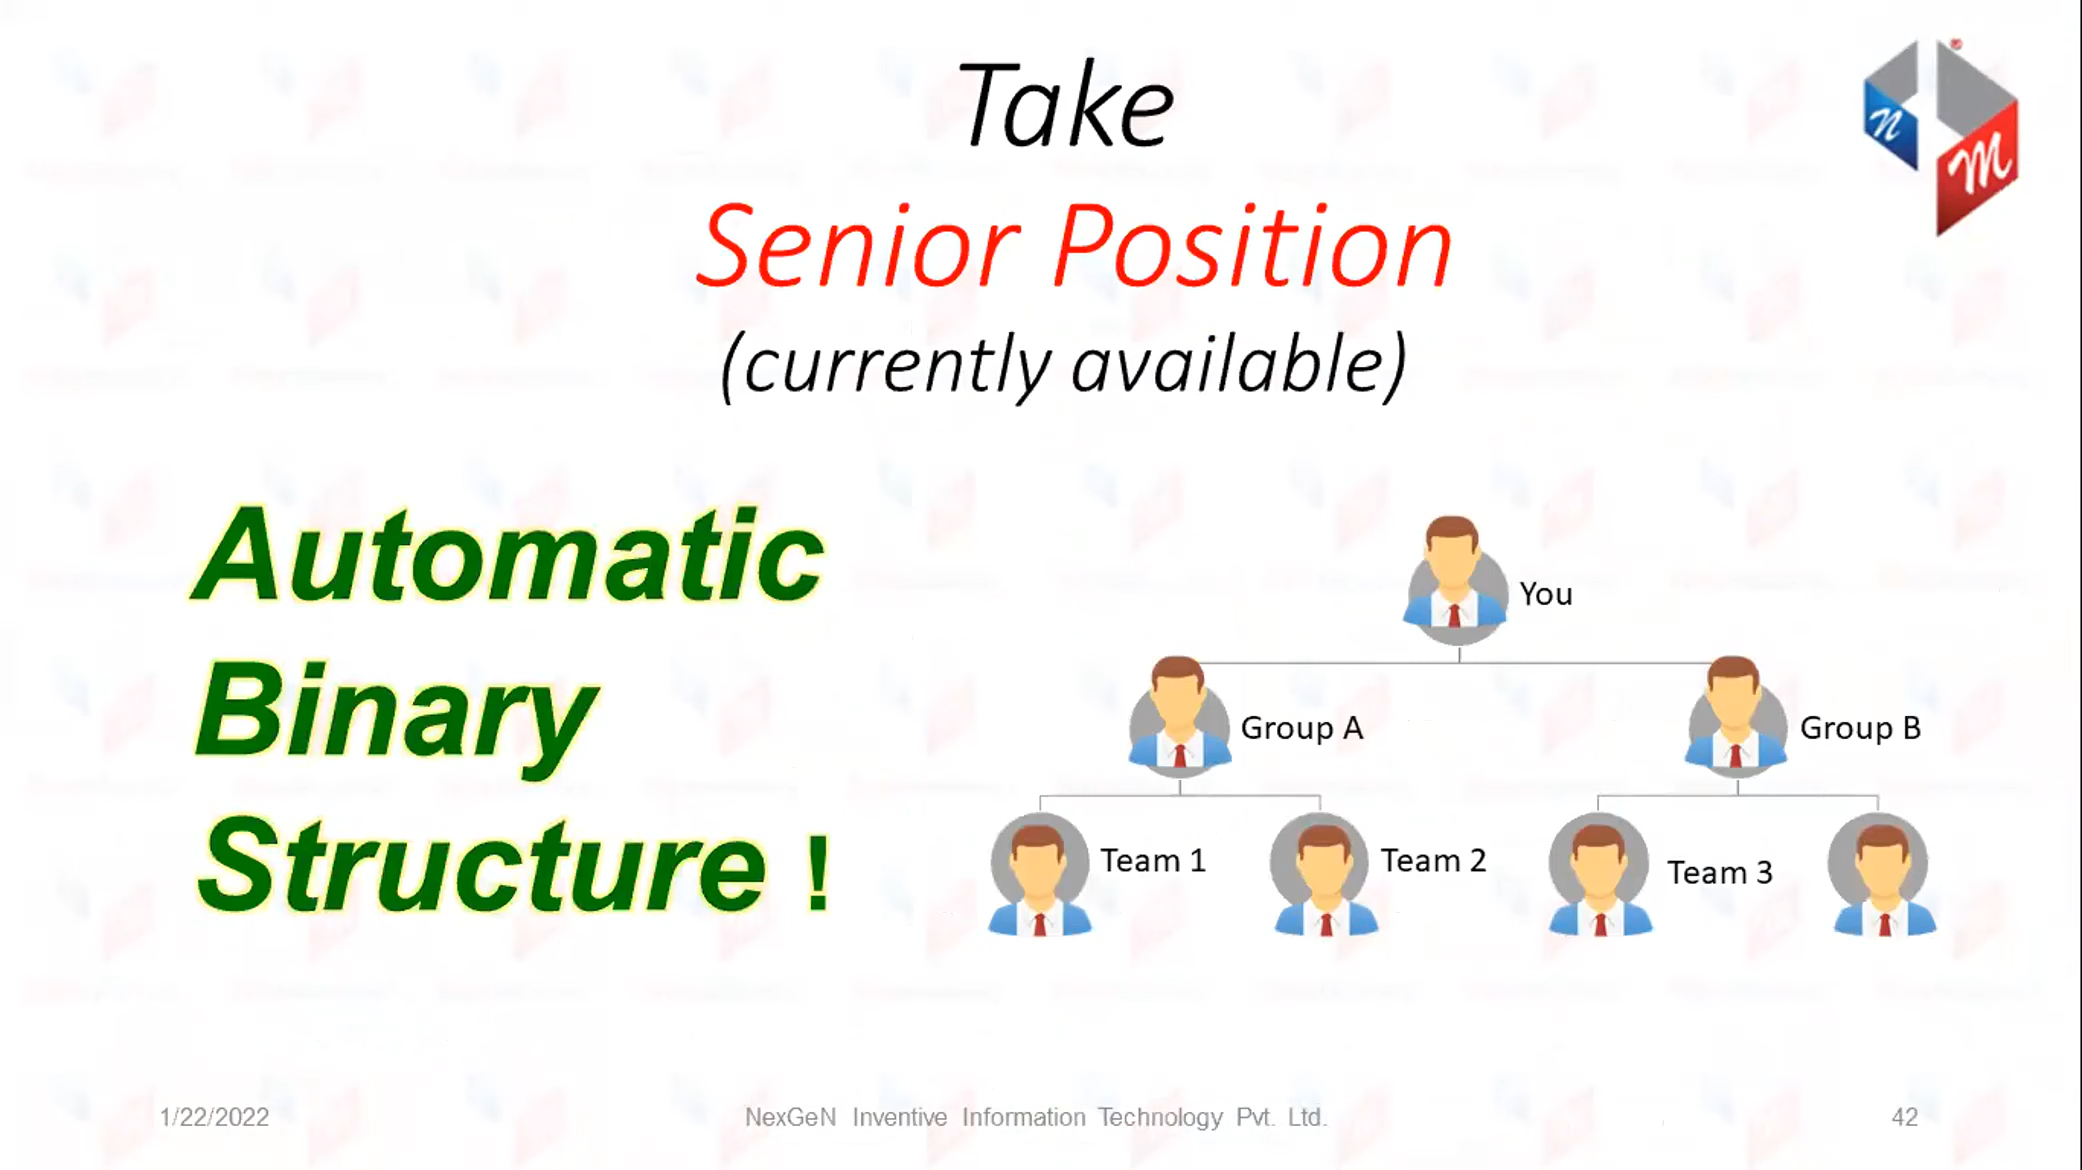 Take
Senior Position
(currently available)
n
M
®
Automatic
Binary
Structure !
You
Group A
Group B
Team 1
Team 2
Team 3
1/22/2022
NexGeN Inventive Information Technology Pvt. Ltd.
42